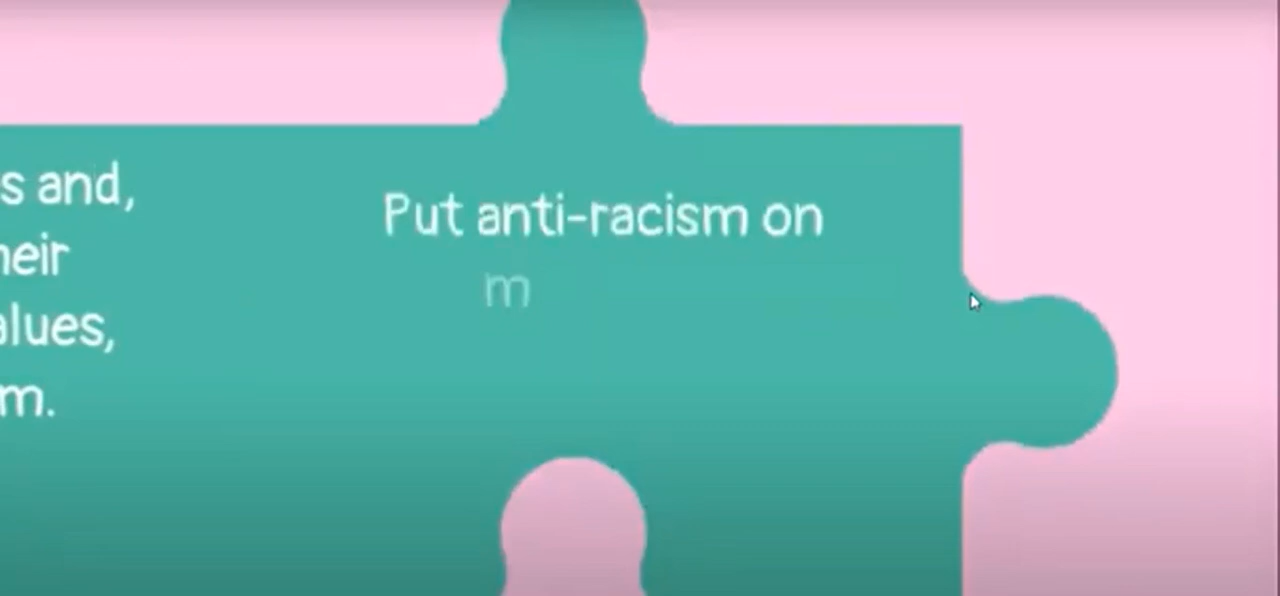 s and,
heir
alues,
m.
Put anti-racism on
m